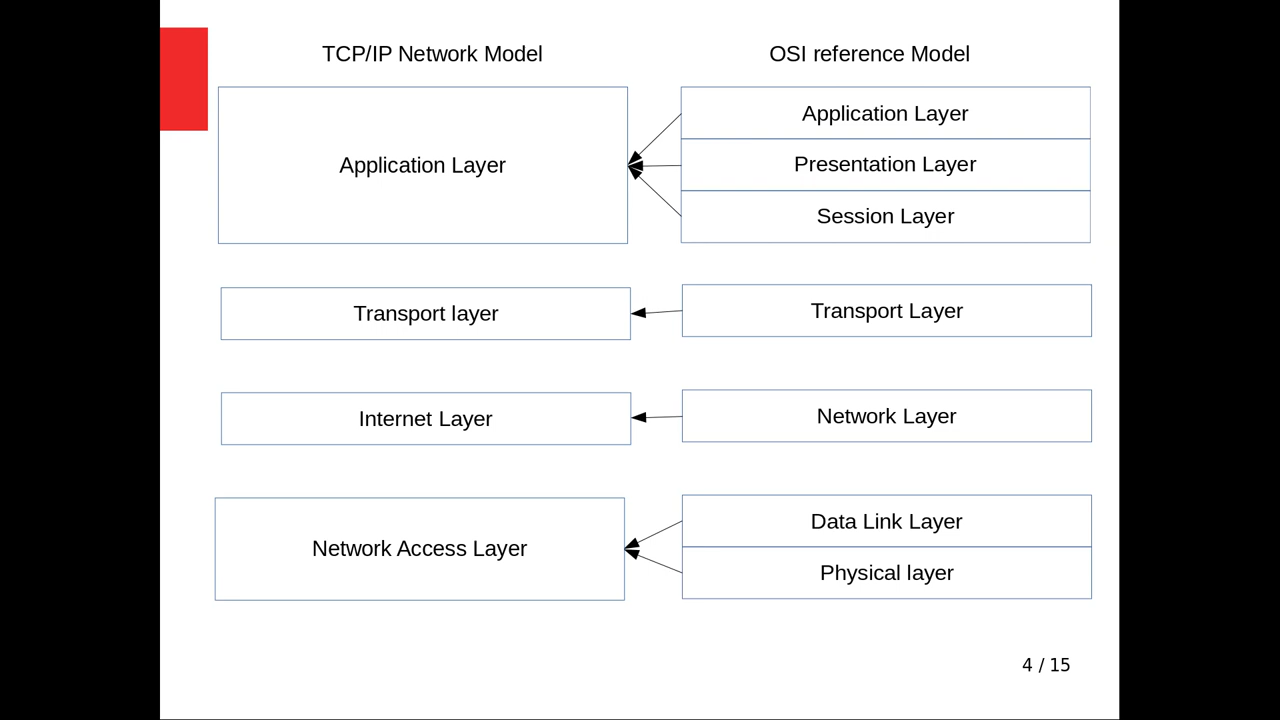 TCP/IP Network Model
OSI reference Model
Application Layer
Application Layer
Presentation Layer
Session Layer
Transport layer
Transport Layer
Internet Layer
Network Layer
Network Access Layer
Data Link Layer
Physical layer
4 / 15